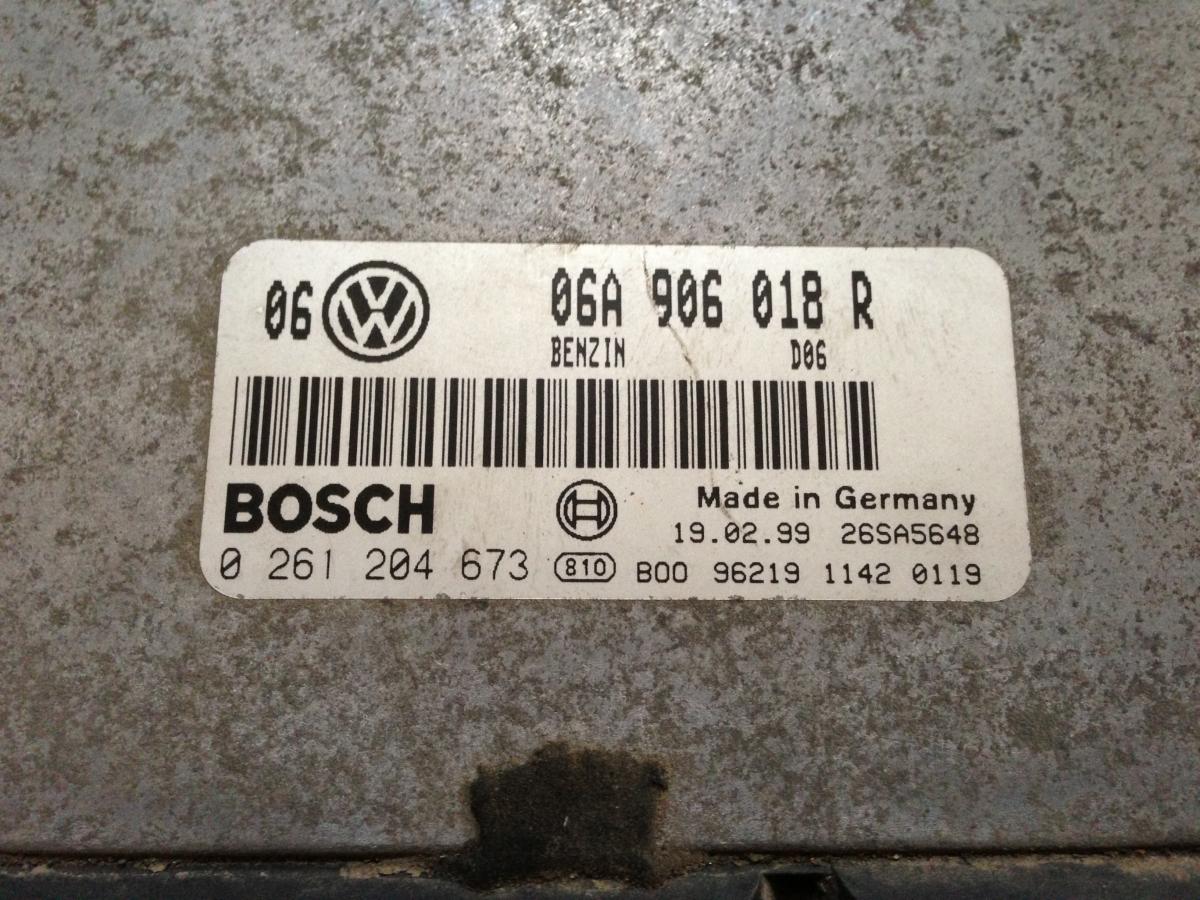 06 VW 06A 906 018 R
BENZIN D06
BOSCH Made in Germany
19.02.99 26SA5648
0 261 204 673 810 B00 96219 1142 0119